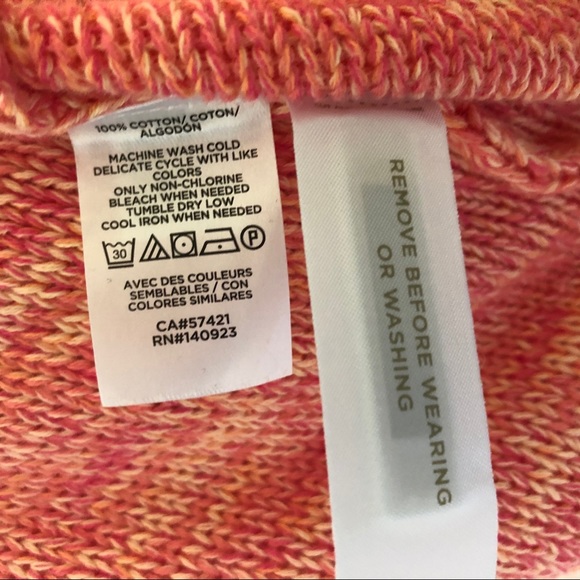 100% COTTON/ COTON/
ALGODÓN
MACHINE WASH COLD
DELICATE CYCLE WITH LIKE
COLORS
ONLY NON-CHLORINE
BLEACH WHEN NEEDED
TUMBLE DRY LOW
COOL IRON WHEN NEEDED
30 P
AVEC DES COULEURS
SEMBLABLES / CON
COLORES SIMILARES
CA#57421
RN#140923
REMOVE BEFORE WEARING
OR WASHING